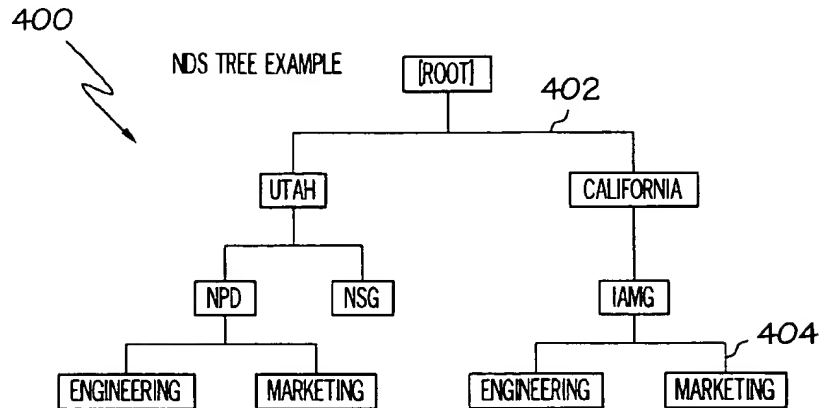 400
NDS TREE EXAMPLE
[ROOT]
402
UTAH
CALIFORNIA
NPD
NSG
IAMG
404
ENGINEERING
MARKETING
ENGINEERING
MARKETING